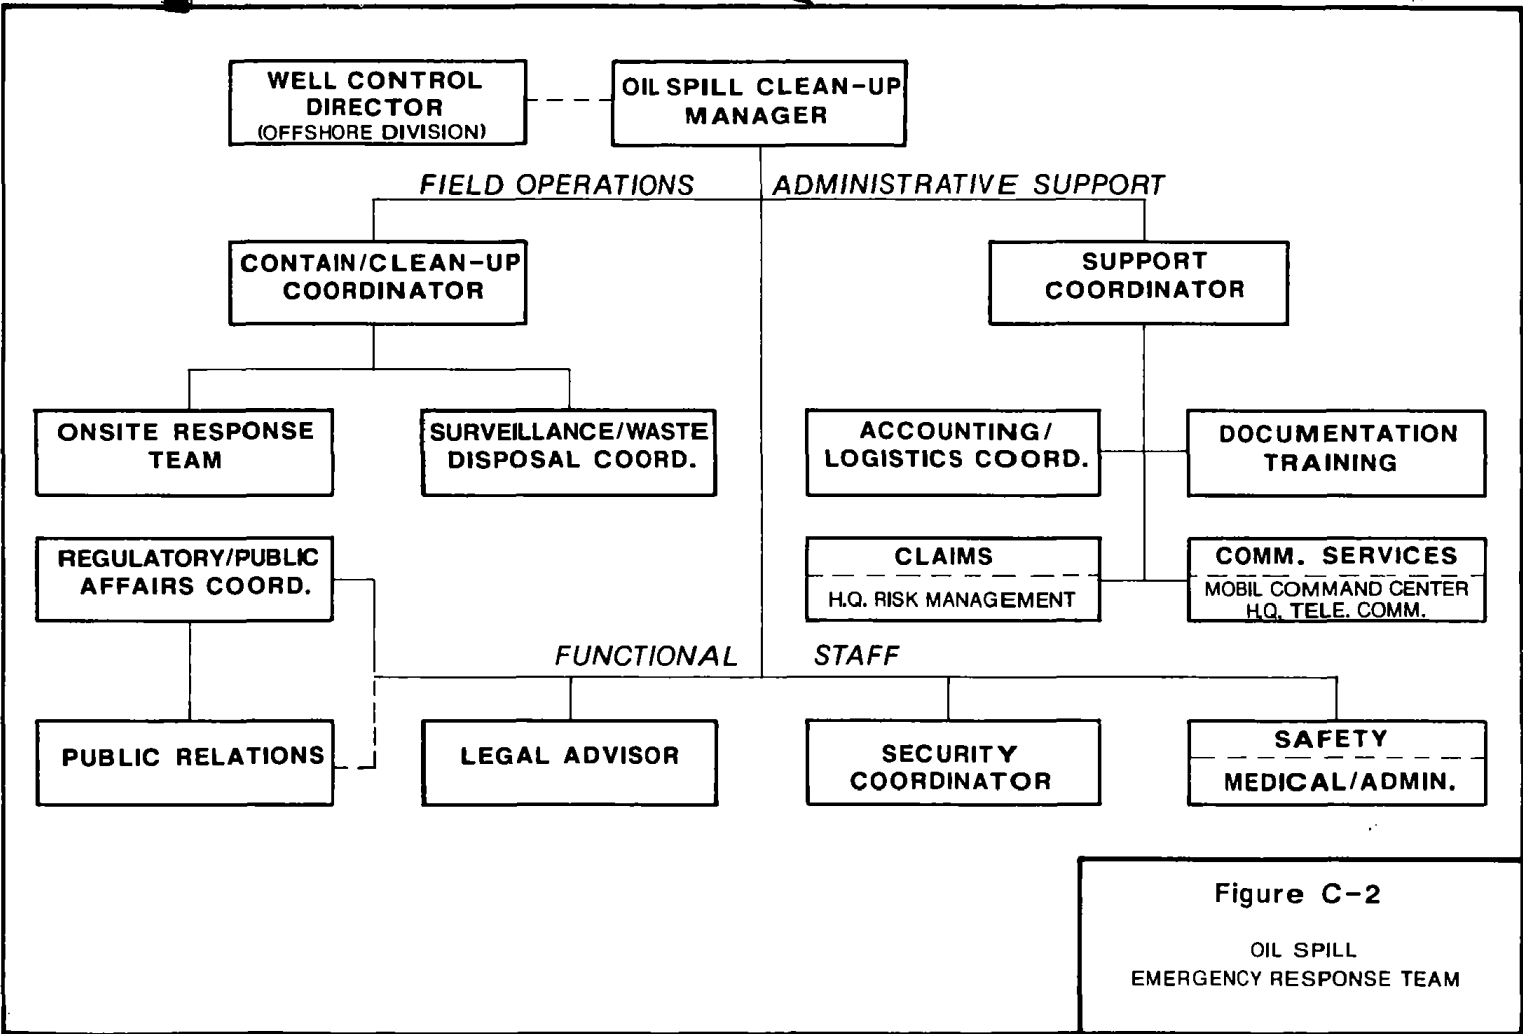 WELL CONTROL
DIRECTOR
(OFFSHORE DIVISION)
OIL SPILL CLEAN-UP
MANAGER
FIELD OPERATIONS
ADMINISTRATIVE SUPPORT
CONTAIN/CLEAN-UP
COORDINATOR
SUPPORT
COORDINATOR
ONSITE RESPONSE
TEAM
SURVEILLANCE/WASTE
DISPOSAL COORD.
ACCOUNTING/
LOGISTICS COORD.
DOCUMENTATION
TRAINING
REGULATORY/PUBLIC
AFFAIRS COORD.
CLAIMS
H.Q. RISK MANAGEMENT
COMM. SERVICES
MOBIL COMMAND CENTER
H.Q. TELE. COMM.
FUNCTIONAL STAFF
PUBLIC RELATIONS
LEGAL ADVISOR
SECURITY
COORDINATOR
SAFETY
MEDICAL/ADMIN.
Figure C-2
OIL SPILL
EMERGENCY RESPONSE TEAM